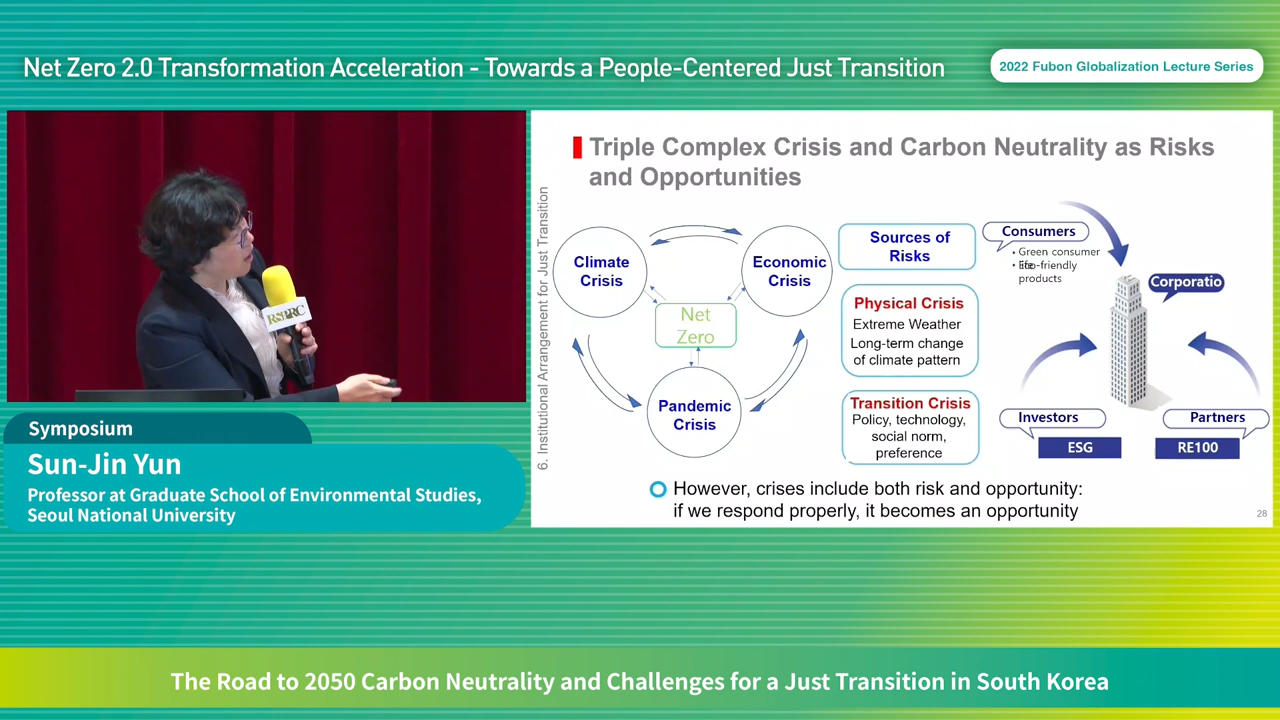 Net Zero 2.0 Transformation Acceleration - Towards a People-Centered Just Transition
2022 Fubon Globalization Lecture Series
RSPRC
Symposium
Sun-Jin Yun
Professor at Graduate School of Environmental Studies,
Seoul National University
6. Institutional Arrangement for Just Transition
Triple Complex Crisis and Carbon Neutrality as Risks
and Opportunities
Climate
Crisis
Economic
Crisis
Net
Zero
Pandemic
Crisis
Sources of
Risks
Physical Crisis
Extreme Weather
Long-term change
of climate pattern
Transition Crisis
Policy, technology,
social norm,
preference
Consumers
• Green consumer
• Eco-friendly
products
Corporatio
Investors
ESG
Partners
RE100
However, crises include both risk and opportunity:
if we respond properly, it becomes an opportunity
28
The Road to 2050 Carbon Neutrality and Challenges for a Just Transition in South Korea